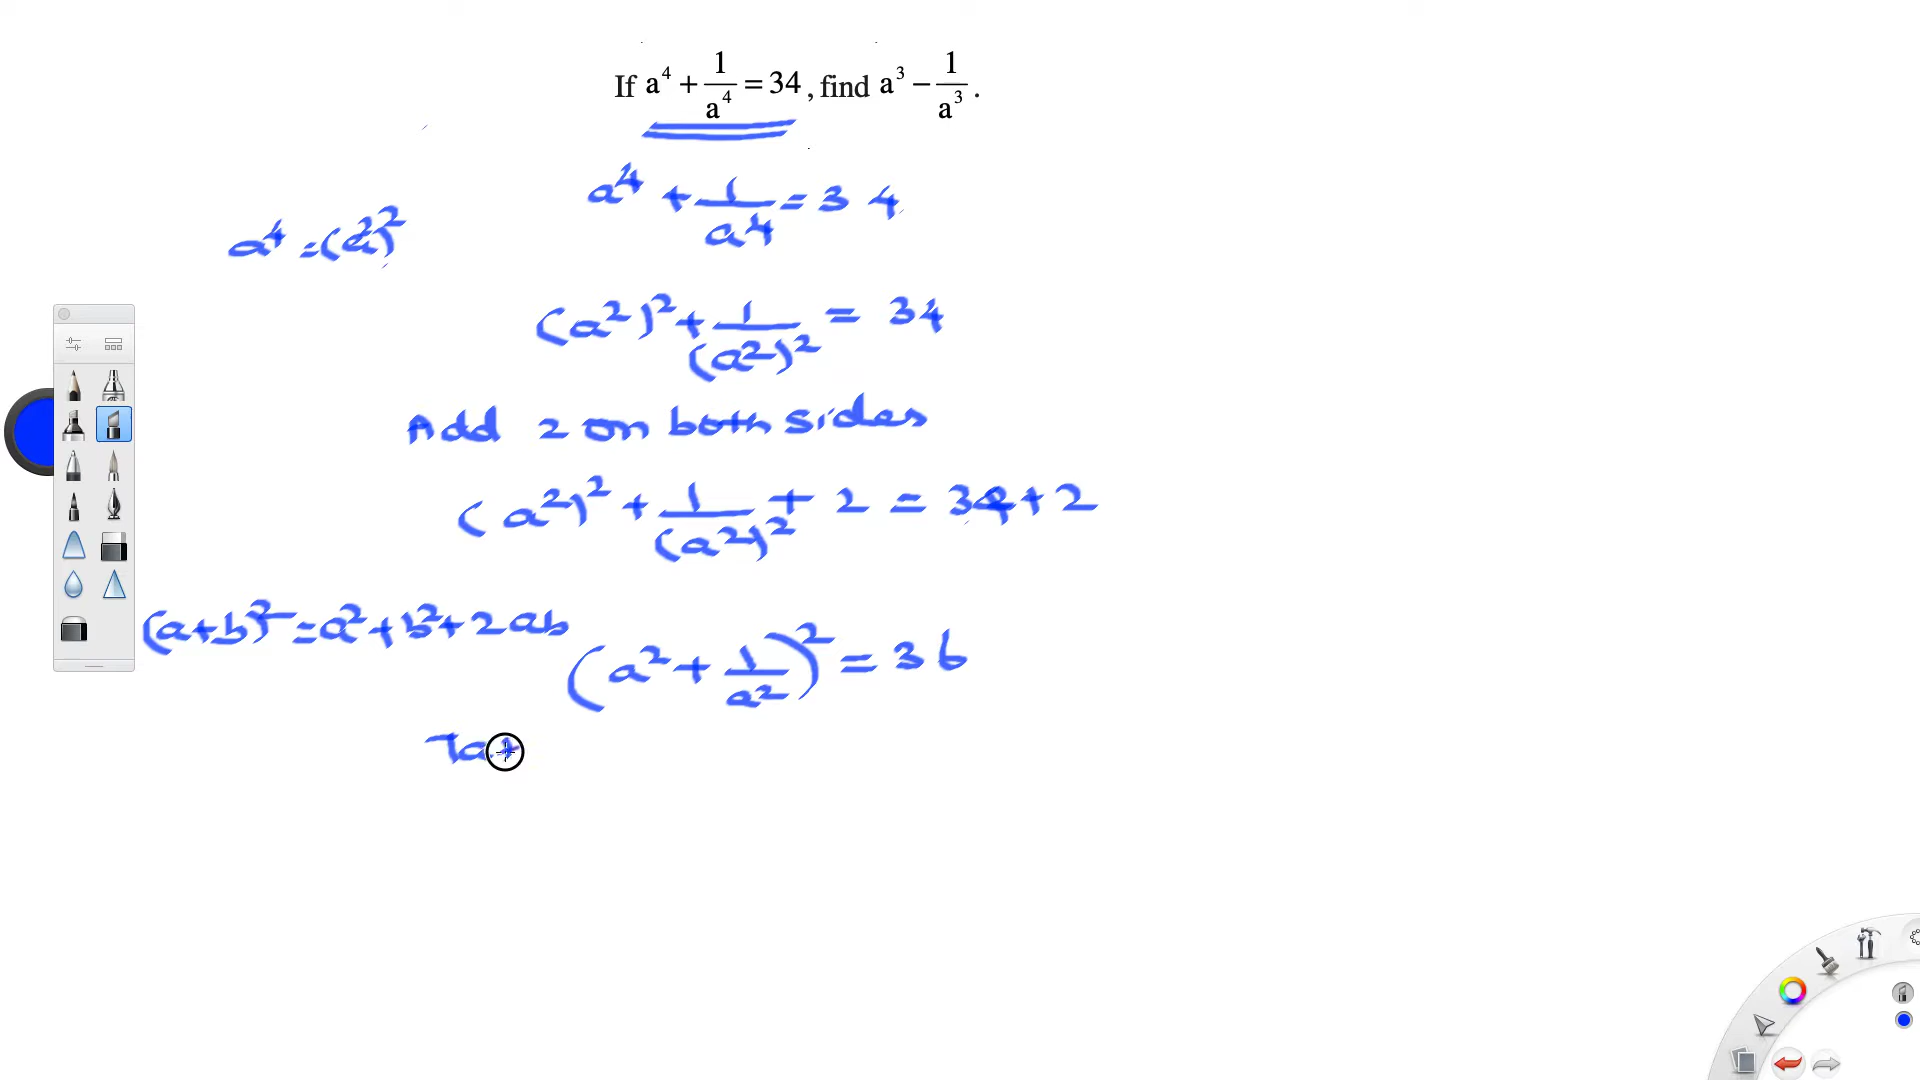 If a⁴ + 1/a⁴ = 34, find a³ − 1/a³.
a⁴ + 1/a⁴ = 34
a⁴ = (a²)²
(a²)² + 1/(a²)² = 34
Add 2 on both sides
(a²)² + 1/(a²)² + 2 = 34 + 2
(a+b)² = a² + b² + 2ab
(a² + 1/a²)² = 36